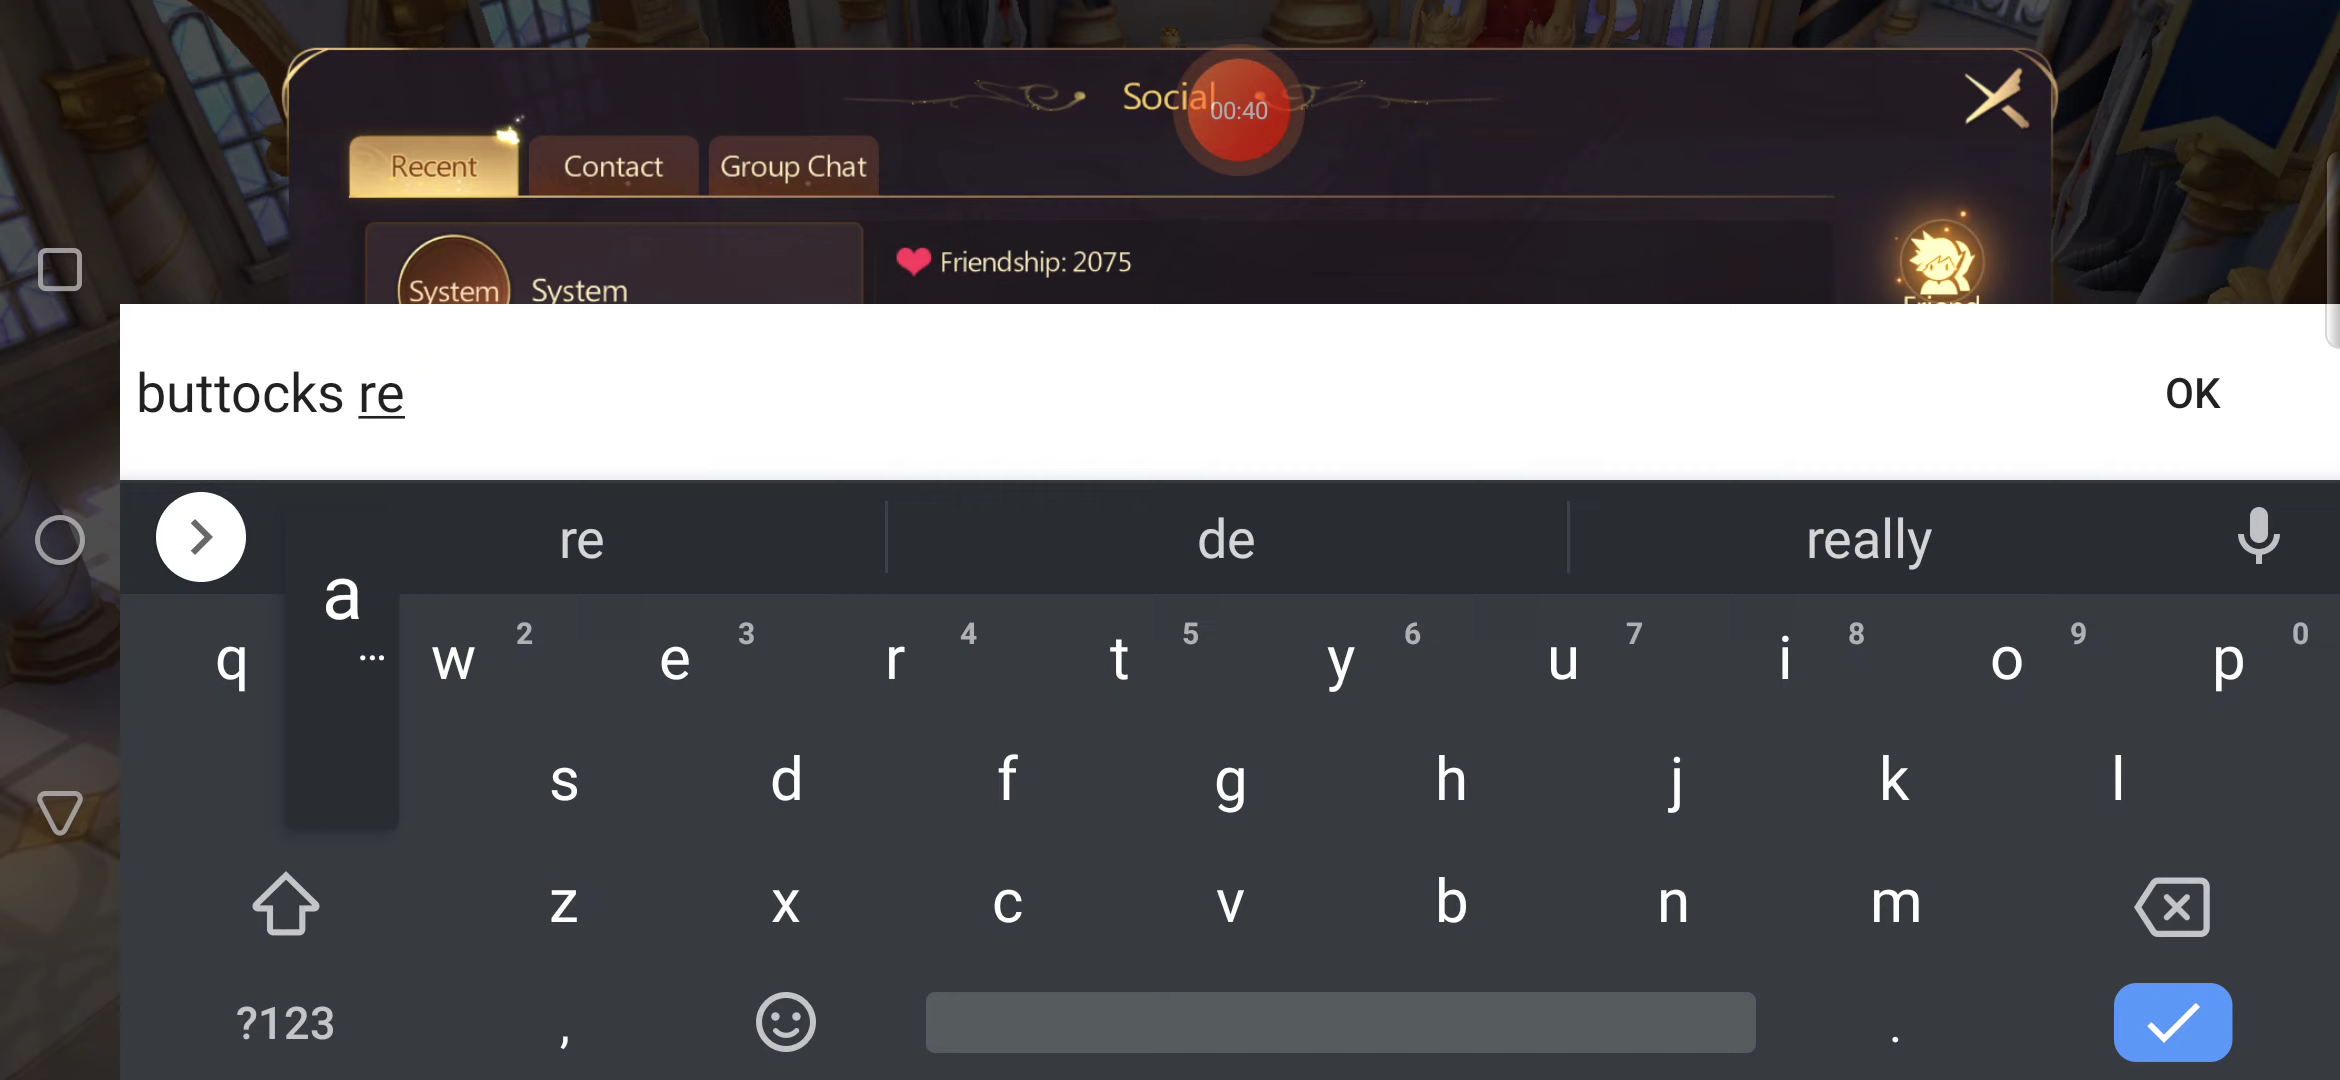 Social
00:40
Recent
Contact
Group Chat
System
System
Friendship: 2075
Friend
buttocks re
OK
re
de
really
a
...
q w 2 e 3 r 4 t 5 y 6 u 7 i 8 o 9 p 0
s d f g h j k l
z x c v b n m
?123 , .